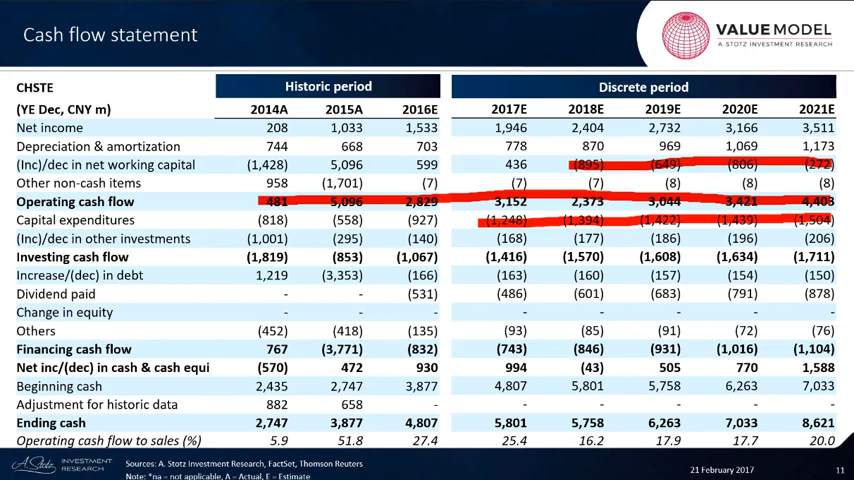 Cash flow statement
VALUE MODEL
A. STOTZ INVESTMENT RESEARCH
CHSTE Historic period Discrete period
(YE Dec, CNY m) 2014A 2015A 2016E 2017E 2018E 2019E 2020E 2021E
Net income 208 1,033 1,533 1,946 2,404 2,732 3,166 3,511
Depreciation & amortization 744 668 703 778 870 969 1,069 1,173
(Inc)/dec in net working capital (1,428) 5,096 599 436 (895) (649) (806) (272)
Other non-cash items 958 (1,701) (7) (7) (7) (8) (8) (8)
Operating cash flow 481 5,096 2,829 3,152 2,373 3,044 3,421 4,403
Capital expenditures (818) (558) (927) (1,248) (1,394) (1,422) (1,439) (1,504)
(Inc)/dec in other investments (1,001) (295) (140) (168) (177) (186) (196) (206)
Investing cash flow (1,819) (853) (1,067) (1,416) (1,570) (1,608) (1,634) (1,711)
Increase/(dec) in debt 1,219 (3,353) (166) (163) (160) (157) (154) (150)
Dividend paid - - (531) (486) (601) (683) (791) (878)
Change in equity - - - - - - - -
Others (452) (418) (135) (93) (85) (91) (72) (76)
Financing cash flow 767 (3,771) (832) (743) (846) (931) (1,016) (1,104)
Net inc/(dec) in cash & cash equi (570) 472 930 994 (43) 505 770 1,588
Beginning cash 2,435 2,747 3,877 4,807 5,801 5,758 6,263 7,033
Adjustment for historic data 882 658 - - - - - -
Ending cash 2,747 3,877 4,807 5,801 5,758 6,263 7,033 8,621
Operating cash flow to sales (%) 5.9 51.8 27.4 25.4 16.2 17.9 17.7 20.0
A. Stotz INVESTMENT RESEARCH
Sources: A. Stotz Investment Research, FactSet, Thomson Reuters
Note: *na = not applicable, A = Actual, E = Estimate
21 February 2017 11